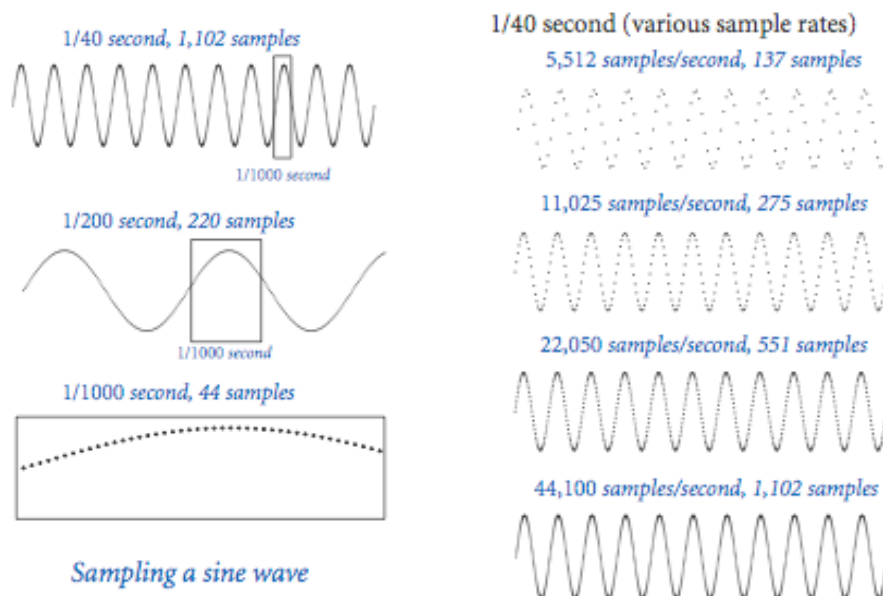 1/40 second, 1,102 samples
1/1000 second
1/200 second, 220 samples
1/1000 second
1/1000 second, 44 samples
Sampling a sine wave
1/40 second (various sample rates)
5,512 samples/second, 137 samples
11,025 samples/second, 275 samples
22,050 samples/second, 551 samples
44,100 samples/second, 1,102 samples